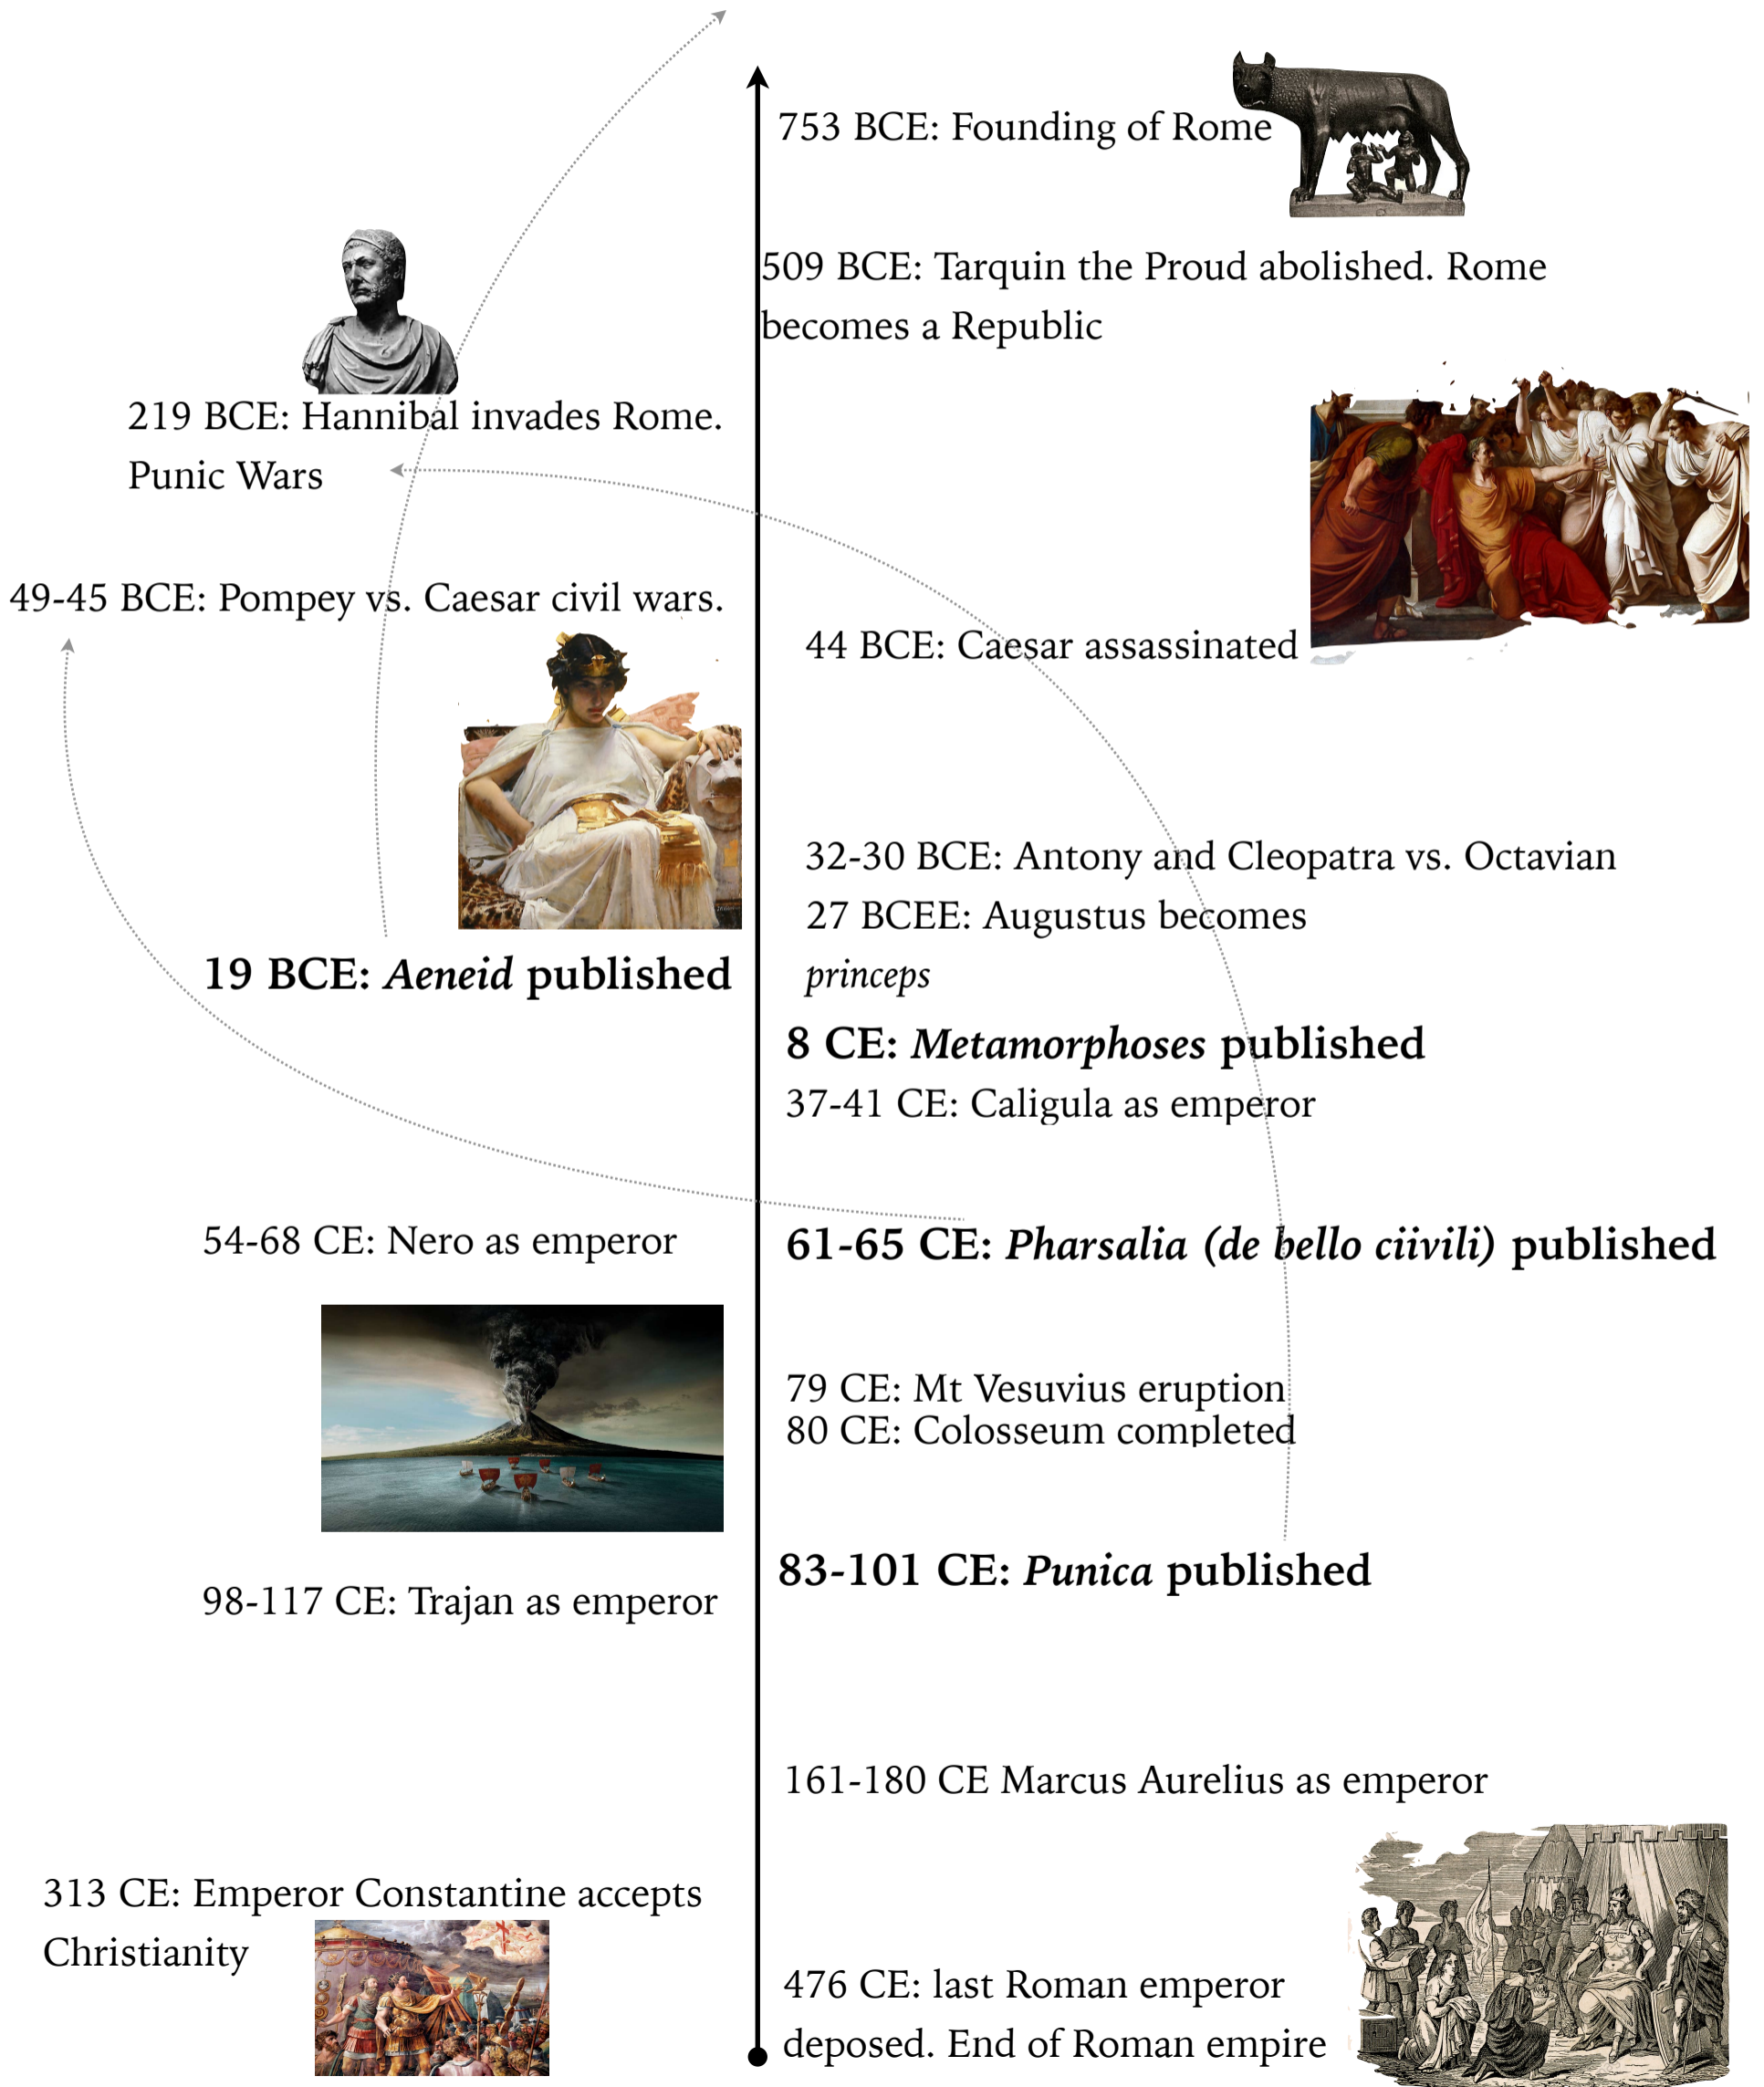 753 BCE: Founding of Rome
509 BCE: Tarquin the Proud abolished. Rome
becomes a Republic
219 BCE: Hannibal invades Rome.
Punic Wars
49-45 BCE: Pompey vs. Caesar civil wars.
44 BCE: Caesar assassinated
32-30 BCE: Antony and Cleopatra vs. Octavian
27 BCEE: Augustus becomes
princeps
19 BCE: Aeneid published
8 CE: Metamorphoses published
37-41 CE: Caligula as emperor
54-68 CE: Nero as emperor
61-65 CE: Pharsalia (de bello ciivili) published
79 CE: Mt Vesuvius eruption
80 CE: Colosseum completed
83-101 CE: Punica published
98-117 CE: Trajan as emperor
161-180 CE Marcus Aurelius as emperor
313 CE: Emperor Constantine accepts
Christianity
476 CE: last Roman emperor
deposed. End of Roman empire